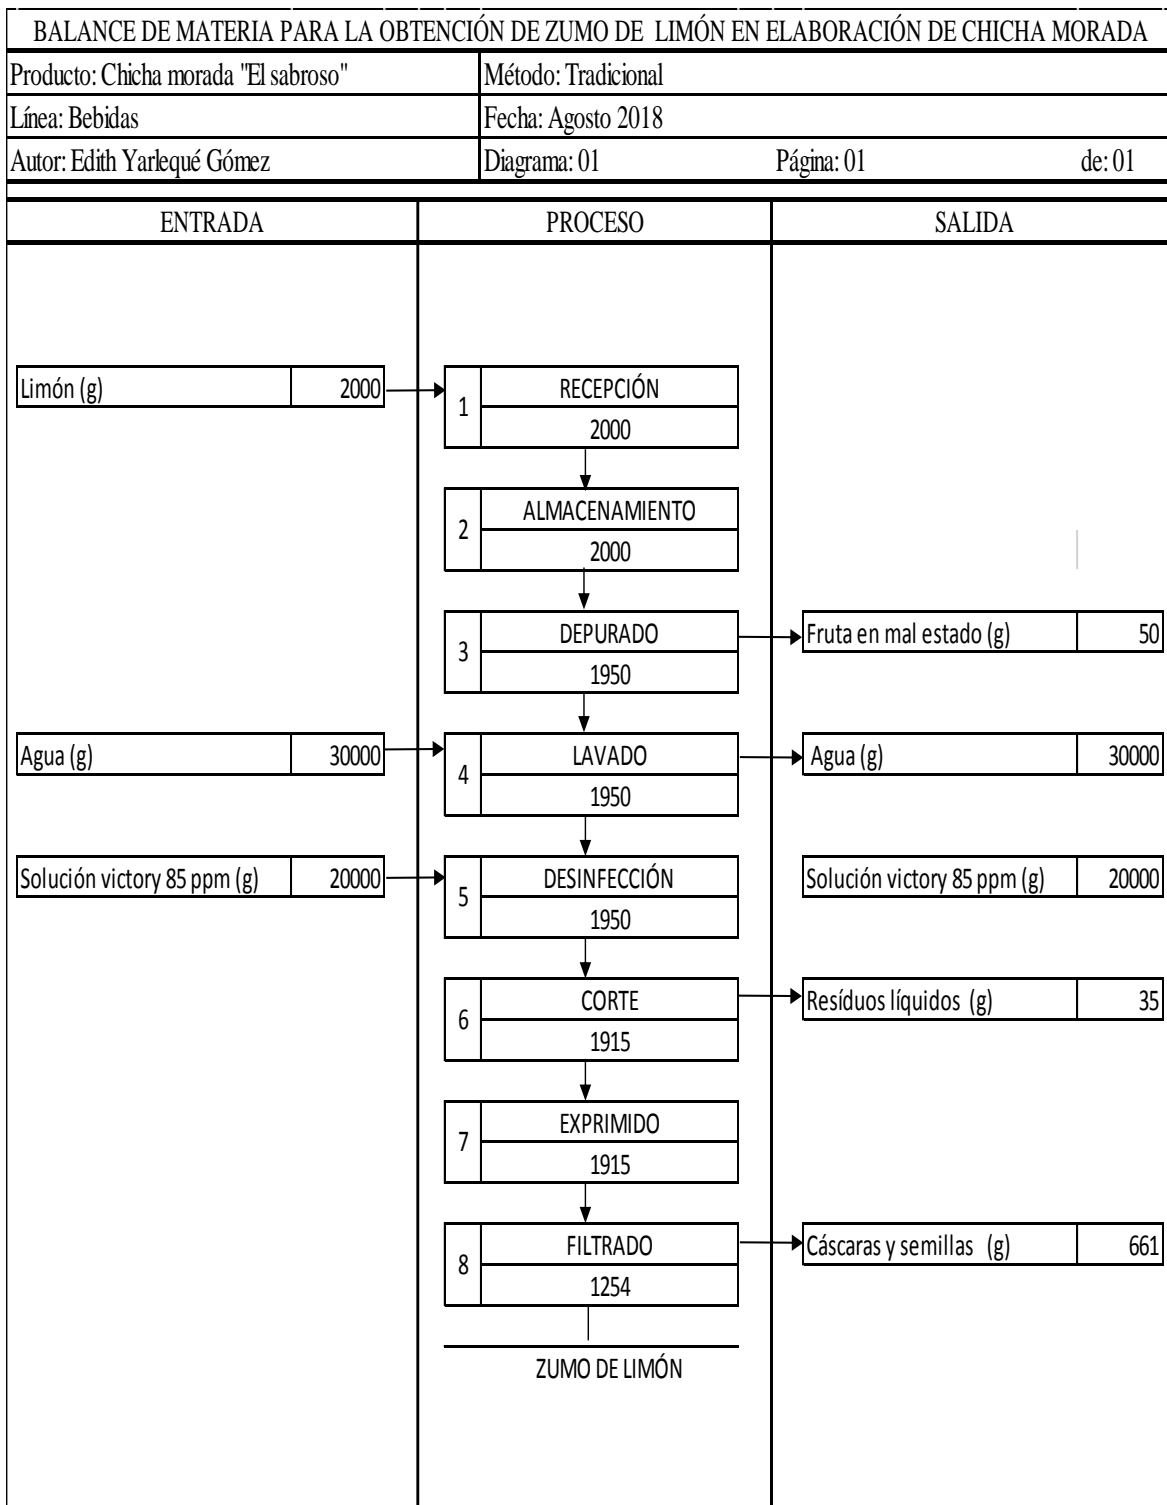 BALANCE DE MATERIA PARA LA OBTENCIÓN DE ZUMO DE LIMÓN EN ELABORACIÓN DE CHICHA MORADA
Producto: Chicha morada "El sabroso" Método: Tradicional
Línea: Bebidas Fecha: Agosto 2018
Autor: Edith Yarlequé Gómez Diagrama: 01 Página: 01 de: 01
ENTRADA PROCESO SALIDA
Limón (g) 2000
1 RECEPCIÓN
2000
2 ALMACENAMIENTO
2000
3 DEPURADO
1950
Fruta en mal estado (g) 50
Agua (g) 30000
4 LAVADO
1950
Agua (g) 30000
Solución victory 85 ppm (g) 20000
5 DESINFECCIÓN
1950
Solución victory 85 ppm (g) 20000
6 CORTE
1915
Resíduos líquidos (g) 35
7 EXPRIMIDO
1915
8 FILTRADO
1254
Cáscaras y semillas (g) 661
ZUMO DE LIMÓN